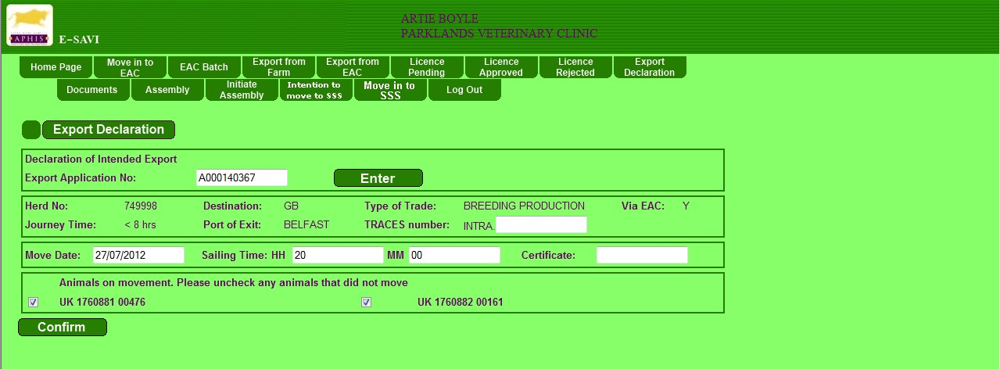 ARTIE BOYLE
PARKLANDS VETERINARY CLINIC
APHIS E-SAVI
Home Page Move in to EAC EAC Batch Export from Farm Export from EAC Licence Pending Licence Approved Licence Rejected Export Declaration
Documents Assembly Initiate Assembly Intention to move to SSS Move in to SSS Log Out
Export Declaration
Declaration of Intended Export
Export Application No: A000140367 Enter
Herd No: 749998 Destination: GB Type of Trade: BREEDING PRODUCTION Via EAC: Y
Journey Time: < 8 hrs Port of Exit: BELFAST TRACES number: INTRA.
Move Date: 27/07/2012 Sailing Time: HH 20 MM 00 Certificate:
Animals on movement. Please uncheck any animals that did not move
UK 1760881 00476 UK 1760882 00161
Confirm